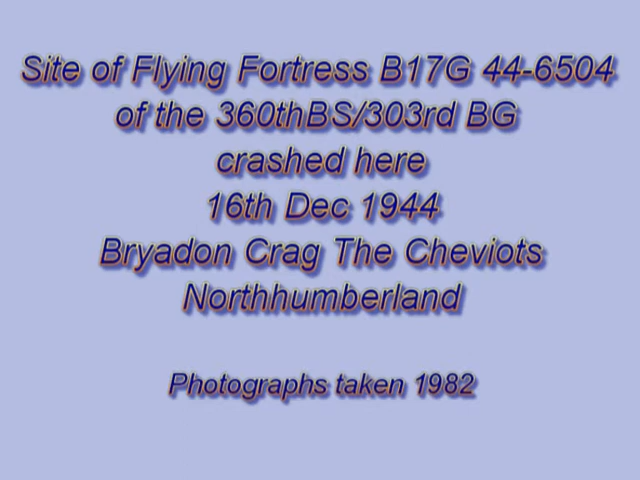 Site of Flying Fortress B17G 44-6504
of the 360thBS/303rd BG
crashed here
16th Dec 1944
Bryadon Crag The Cheviots
Northhumberland
Photographs taken 1982